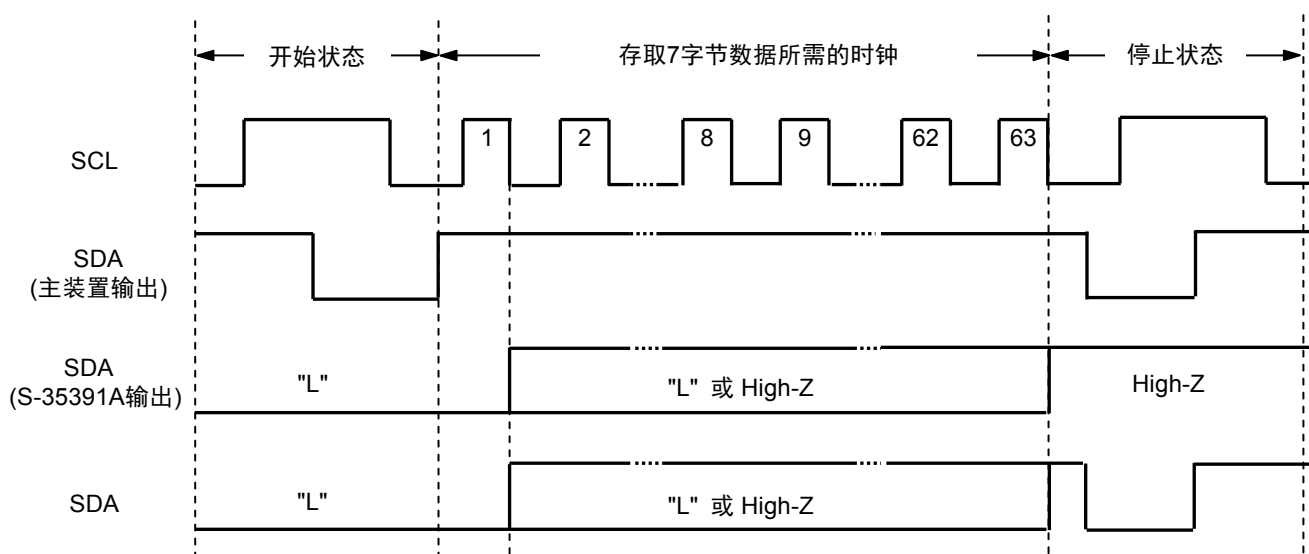 开始状态
存取7字节数据所需的时钟
停止状态
SCL
1
2
8
9
62
63
SDA
(主装置输出)
SDA
(S-35391A输出)
"L"
"L" 或 High-Z
High-Z
SDA
"L"
"L" 或 High-Z